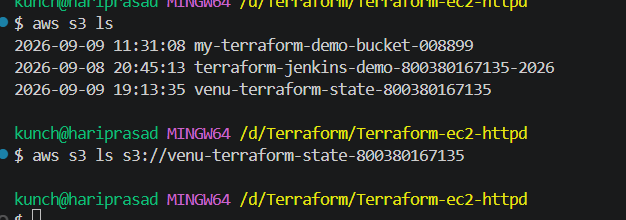 kunch@hariprasad MINGW64 /d/Terraform/Terraform-ec2-httpd
$ aws s3 ls
2026-09-09 11:31:08 my-terraform-demo-bucket-008899
2026-09-08 20:45:13 terraform-jenkins-demo-800380167135-2026
2026-09-09 19:13:35 venu-terraform-state-800380167135
kunch@hariprasad MINGW64 /d/Terraform/Terraform-ec2-httpd
$ aws s3 ls s3://venu-terraform-state-800380167135
kunch@hariprasad MINGW64 /d/Terraform/Terraform-ec2-httpd
$